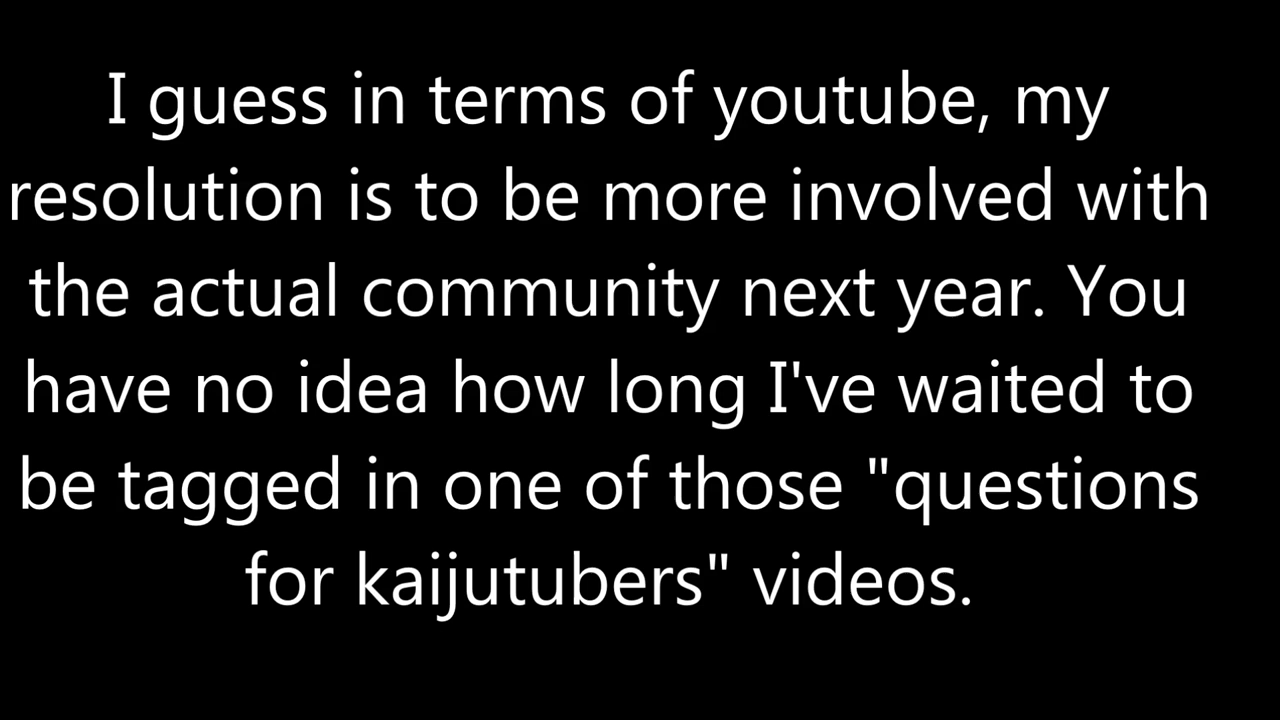 I guess in terms of youtube, my
resolution is to be more involved with
the actual community next year. You
have no idea how long I've waited to
be tagged in one of those "questions
for kaijutubers" videos.